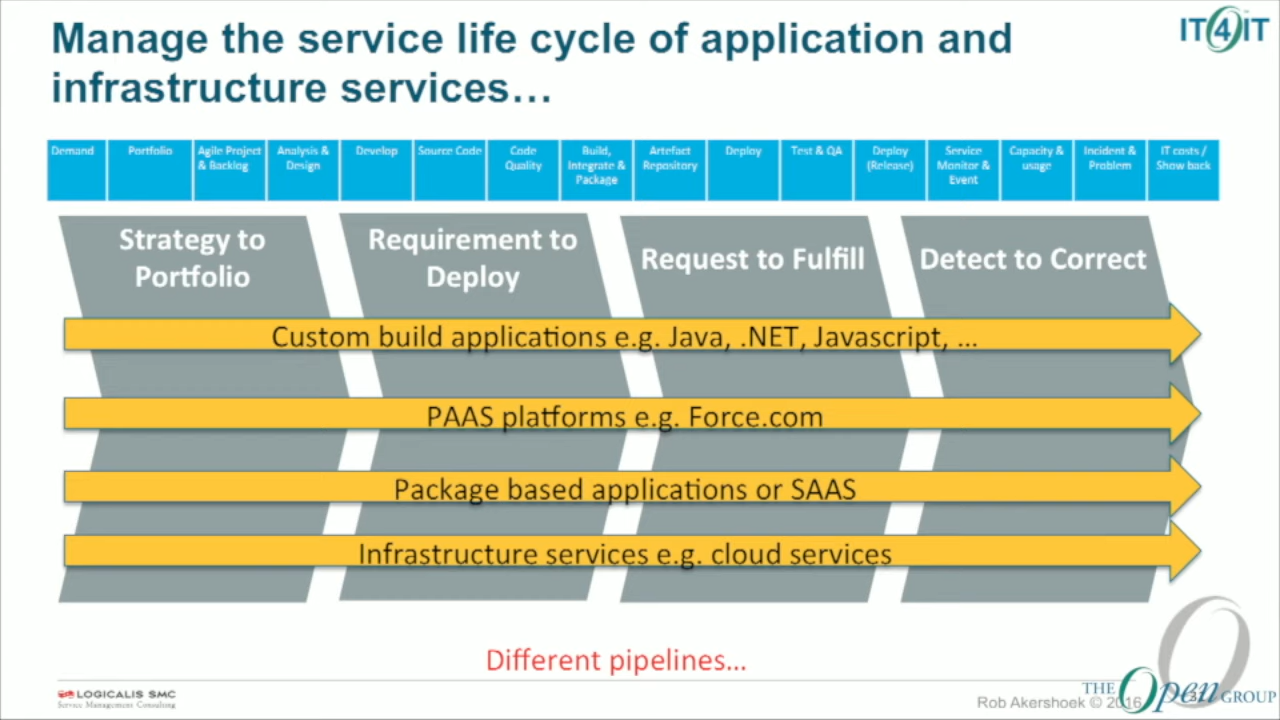 Manage the service life cycle of application and
infrastructure services...
IT4IT
Demand
Portfolio
Agile Project
& Backlog
Analysis &
Design
Develop
Source Code
Code
Quality
Build,
Integrate &
Package
Artefact
Repository
Deploy
Test & QA
Deploy
(Release)
Service
Monitor &
Event
Capacity &
usage
Incident &
Problem
IT costs /
Show back
Strategy to
Portfolio
Requirement to
Deploy
Request to Fulfill
Detect to Correct
Custom build applications e.g. Java, .NET, Javascript, ...
PAAS platforms e.g. Force.com
Package based applications or SAAS
Infrastructure services e.g. cloud services
Different pipelines...
LOGICALIS SMC
Service Management Consulting
Rob Akershoek © 2016
THE Open GROUP